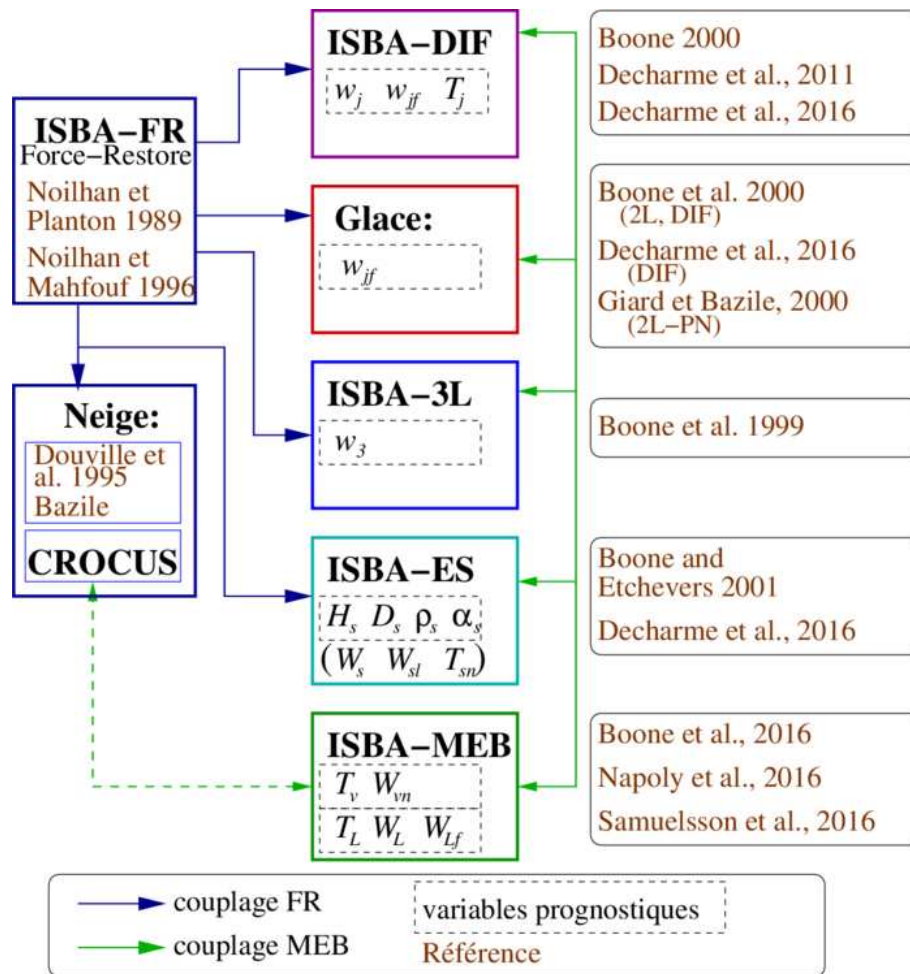 ISBA–FR
Force–Restore
Noilhan et
Planton 1989
Noilhan et
Mahfouf 1996
Neige:
Douville et
al. 1995
Bazile
CROCUS
ISBA–DIF
w_j w_jf T_j
Glace:
w_jf
ISBA–3L
w_3
ISBA–ES
H_s D_s ρ_s α_s
(W_s W_sl T_sn)
ISBA–MEB
T_v W_vn
T_L W_L W_Lf
Boone 2000
Decharme et al., 2011
Decharme et al., 2016
Boone et al. 2000
(2L, DIF)
Decharme et al., 2016
(DIF)
Giard et Bazile, 2000
(2L–PN)
Boone et al. 1999
Boone and
Etchevers 2001
Decharme et al., 2016
Boone et al., 2016
Napoly et al., 2016
Samuelsson et al., 2016
couplage FR
couplage MEB
variables prognostiques
Référence